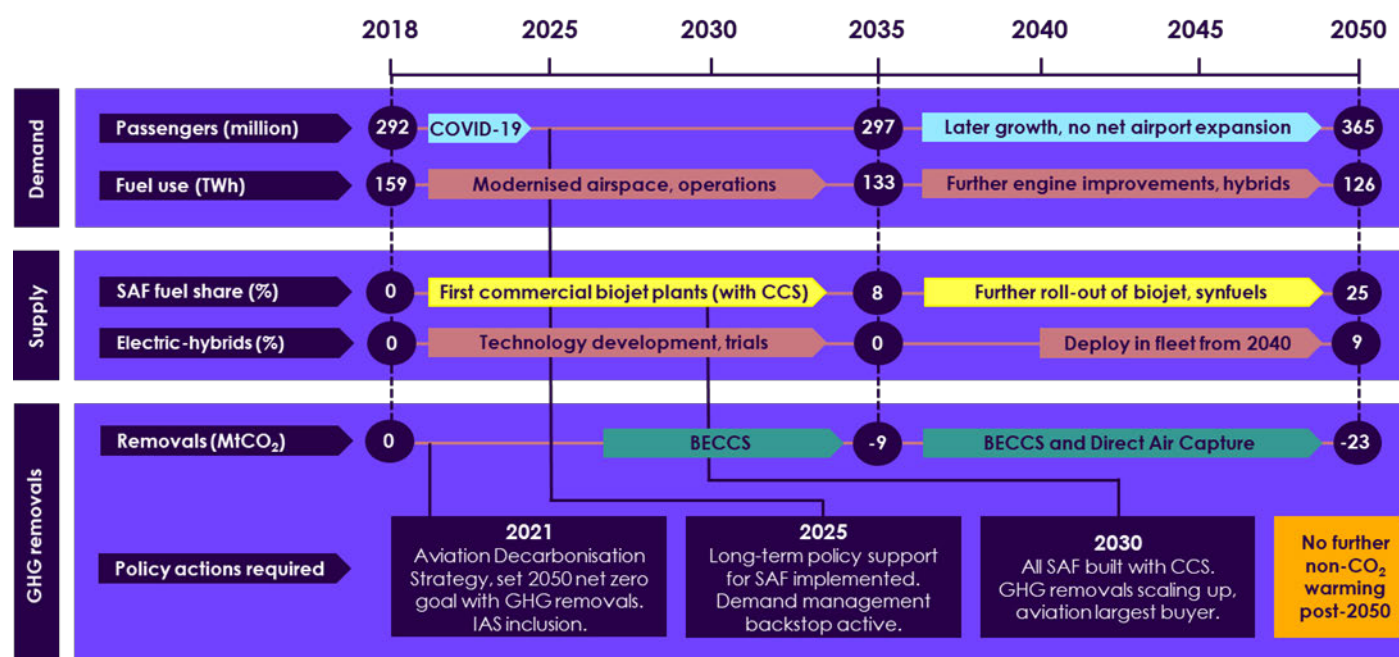 2018 2025 2030 2035 2040 2045 2050
Demand
Passengers (million) 292 COVID-19 297 Later growth, no net airport expansion 365
Fuel use (TWh) 159 Modernised airspace, operations 133 Further engine improvements, hybrids 126
Supply
SAF fuel share (%) 0 First commercial biojet plants (with CCS) 8 Further roll-out of biojet, synfuels 25
Electric-hybrids (%) 0 Technology development, trials 0 Deploy in fleet from 2040 9
GHG removals
Removals (MtCO₂) 0 BECCS -9 BECCS and Direct Air Capture -23
Policy actions required
2021
Aviation Decarbonisation
Strategy, set 2050 net zero
goal with GHG removals.
IAS inclusion.
2025
Long-term policy support
for SAF implemented.
Demand management
backstop active.
2030
All SAF built with CCS.
GHG removals scaling up,
aviation largest buyer.
No further
non-CO₂
warming
post-2050